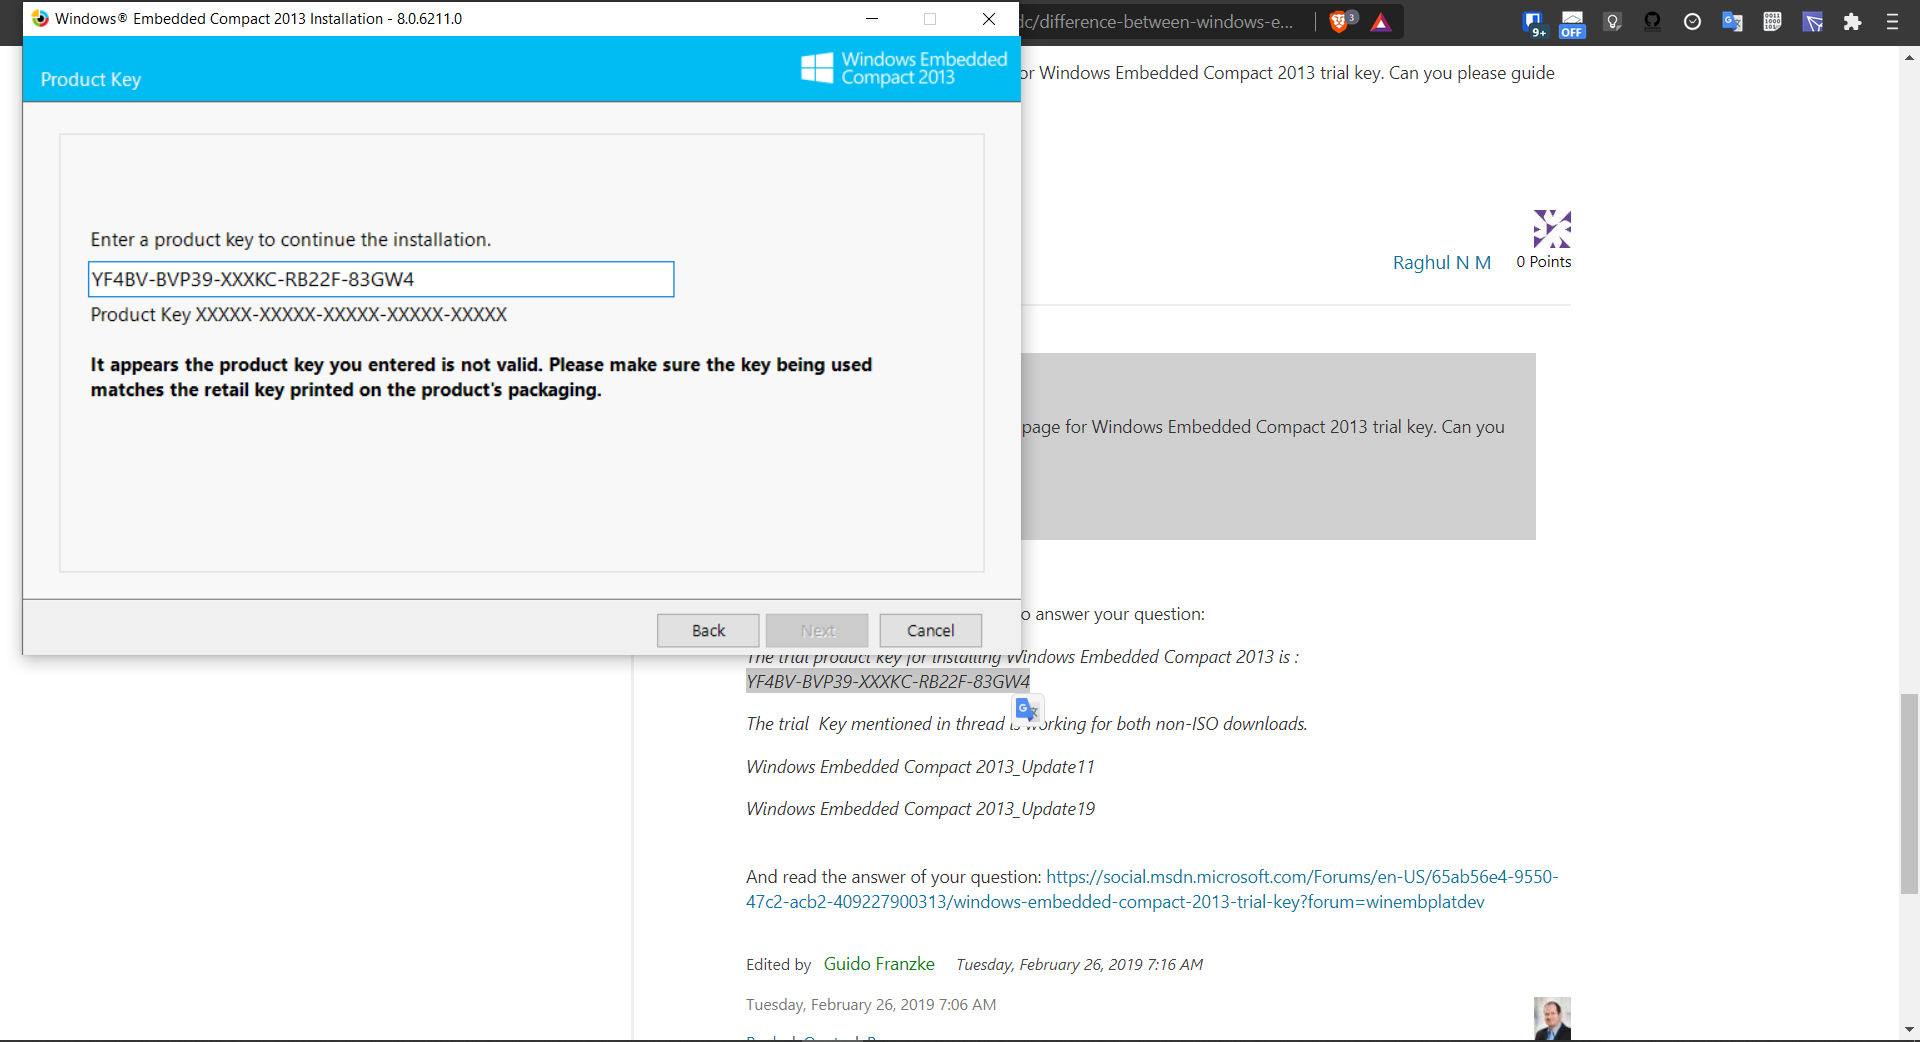 Windows® Embedded Compact 2013 Installation - 8.0.6211.0
dc/difference-between-windows-e...
3
9+
OFF
Product Key
Windows Embedded
Compact 2013
or Windows Embedded Compact 2013 trial key. Can you please guide
Enter a product key to continue the installation.
YF4BV-BVP39-XXXKC-RB22F-83GW4
Product Key XXXXX-XXXXX-XXXXX-XXXXX-XXXXX
It appears the product key you entered is not valid. Please make sure the key being used
matches the retail key printed on the product's packaging.
Raghul N M
0 Points
page for Windows Embedded Compact 2013 trial key. Can you
Back
Next
Cancel
o answer your question:
The trial product key for installing Windows Embedded Compact 2013 is :
YF4BV-BVP39-XXXKC-RB22F-83GW4
The trial Key mentioned in thread is working for both non-ISO downloads.
Windows Embedded Compact 2013_Update11
Windows Embedded Compact 2013_Update19
And read the answer of your question: https://social.msdn.microsoft.com/Forums/en-US/65ab56e4-9550-
47c2-acb2-409227900313/windows-embedded-compact-2013-trial-key?forum=winembplatdev
Edited by Guido Franzke Tuesday, February 26, 2019 7:16 AM
Tuesday, February 26, 2019 7:06 AM